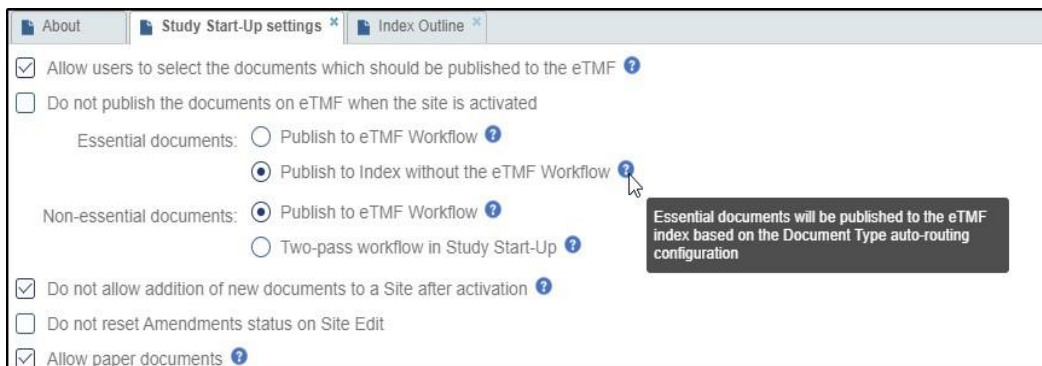 About Study Start-Up settings Index Outline
Allow users to select the documents which should be published to the eTMF
Do not publish the documents on eTMF when the site is activated
Essential documents: Publish to eTMF Workflow
Publish to Index without the eTMF Workflow
Non-essential documents: Publish to eTMF Workflow
Two-pass workflow in Study Start-Up
Essential documents will be published to the eTMF
index based on the Document Type auto-routing
configuration
Do not allow addition of new documents to a Site after activation
Do not reset Amendments status on Site Edit
Allow paper documents